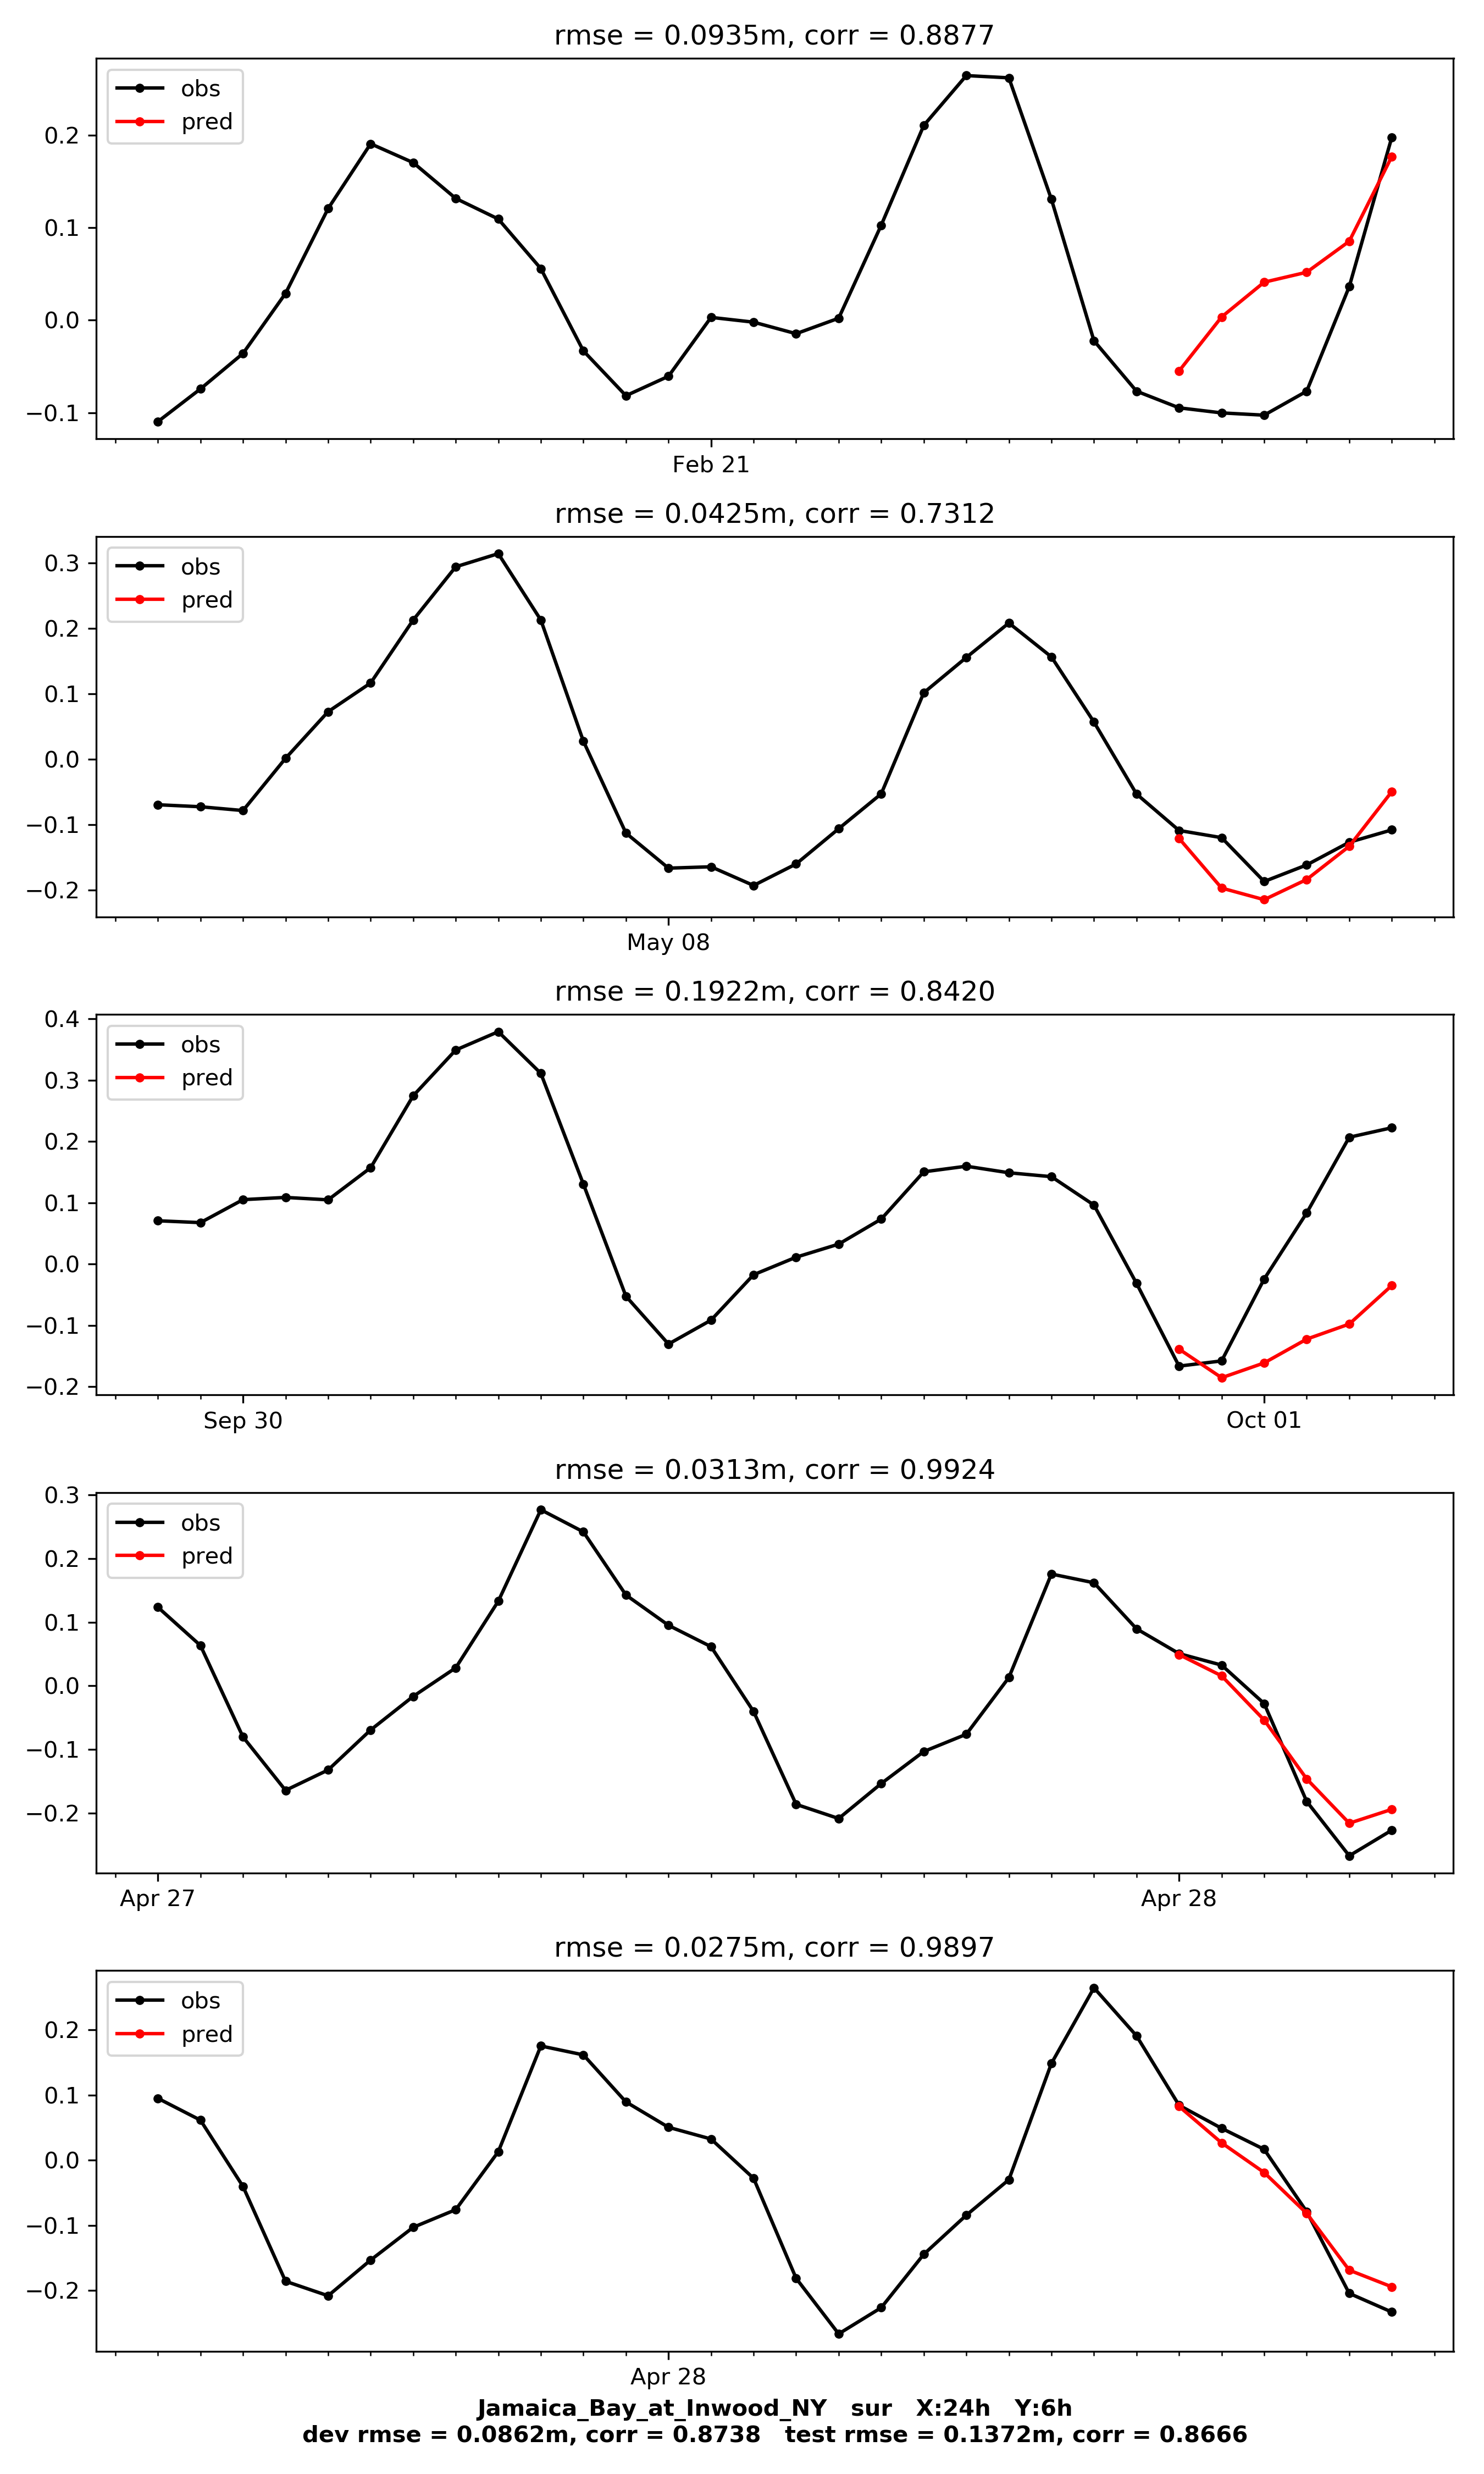 rmse = 0.0935m, corr = 0.8877
obs
pred
0.2
0.1
0.0
−0.1
Feb 21
rmse = 0.0425m, corr = 0.7312
obs
pred
0.3
0.2
0.1
0.0
−0.1
−0.2
May 08
rmse = 0.1922m, corr = 0.8420
obs
pred
0.4
0.3
0.2
0.1
0.0
−0.1
−0.2
Sep 30 Oct 01
rmse = 0.0313m, corr = 0.9924
obs
pred
0.3
0.2
0.1
0.0
−0.1
−0.2
Apr 27 Apr 28
rmse = 0.0275m, corr = 0.9897
obs
pred
0.2
0.1
0.0
−0.1
−0.2
Apr 28
Jamaica_Bay_at_Inwood_NY sur X:24h Y:6h
dev rmse = 0.0862m, corr = 0.8738 test rmse = 0.1372m, corr = 0.8666